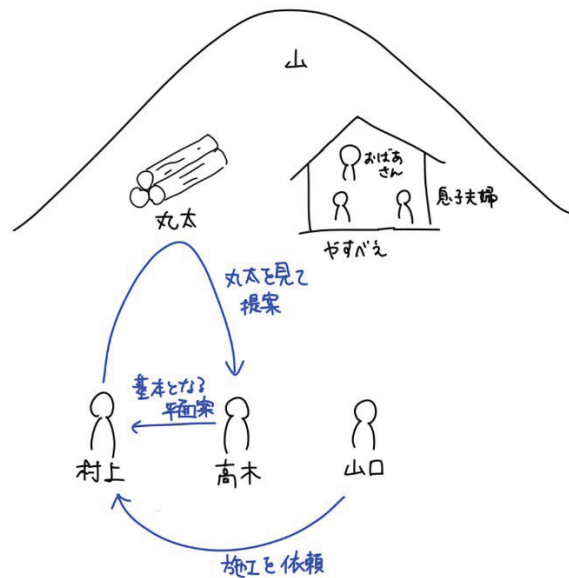 山
おばあ
さん
息子夫婦
丸太
やすべえ
丸太を見て
提案
基本となる
平面案
村上
高木
山口
施工を依頼